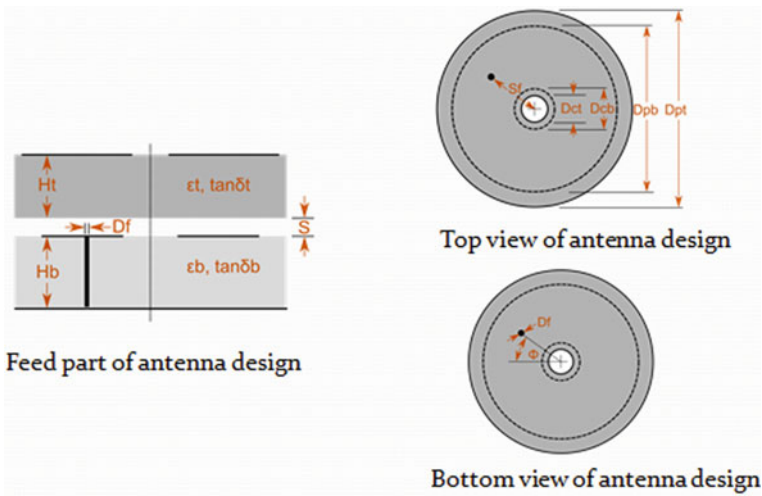 Ht
εt, tanδt
Df
S
Hb
εb, tanδb
Feed part of antenna design
Sf
Dct Dcb Dpb Dpt
Top view of antenna design
Df
Φ
Bottom view of antenna design